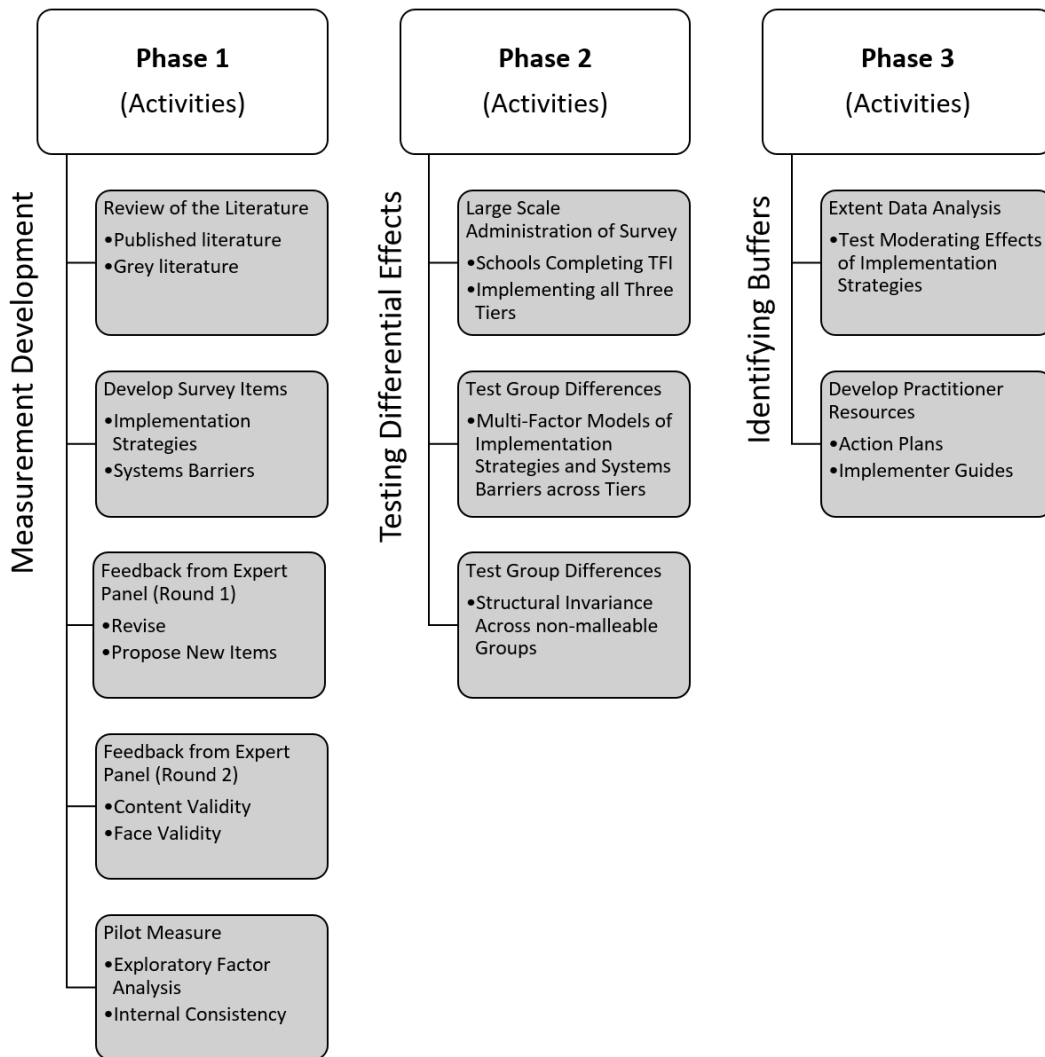 Phase 1
(Activities)
Measurement Development
Review of the Literature
•Published literature
•Grey literature
Develop Survey Items
•Implementation
Strategies
•Systems Barriers
Feedback from Expert
Panel (Round 1)
•Revise
•Propose New Items
Feedback from Expert
Panel (Round 2)
•Content Validity
•Face Validity
Pilot Measure
•Exploratory Factor
Analysis
•Internal Consistency
Phase 2
(Activities)
Testing Differential Effects
Large Scale
Administration of Survey
•Schools Completing TFI
•Implementing all Three
Tiers
Test Group Differences
•Multi-Factor Models of
Implementation
Strategies and Systems
Barriers across Tiers
Test Group Differences
•Structural Invariance
Across non-malleable
Groups
Phase 3
(Activities)
Identifying Buffers
Extent Data Analysis
•Test Moderating Effects
of Implementation
Strategies
Develop Practitioner
Resources
•Action Plans
•Implementer Guides